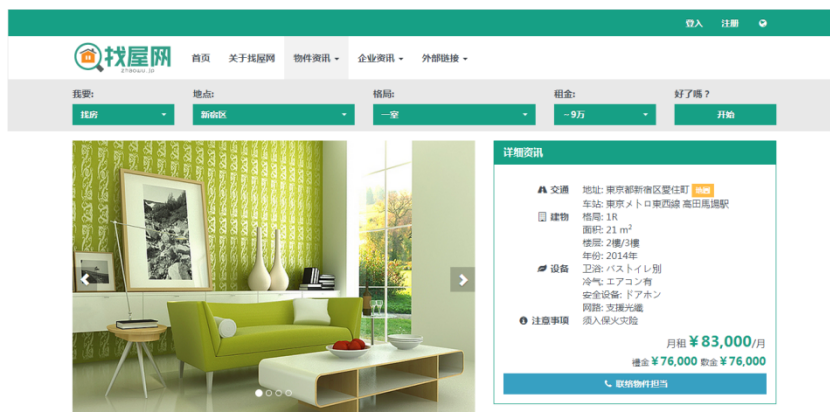 登入 注册
找屋网
zhaowu.jp
首页 关于找屋网 物件资讯 企业资讯 外部链接
我要: 地点: 格局: 租金: 好了嗎？
找房 新宿区 一室 ~9万 开始
详细资讯
交通 地址: 東京都新宿区愛住町 地图
车站: 東京メトロ東西線 高田馬場駅
建物 格局: 1R
面积: 21 m²
楼层: 2樓/3樓
年份: 2014年
设备 卫浴: バストイレ別
冷气: エアコン有
安全设备: ドアホン
网路: 支援光纖
注意事项 须入保火灾险
月租 ¥83,000/月
禮金 ¥76,000 敷金 ¥76,000
联络物件担当